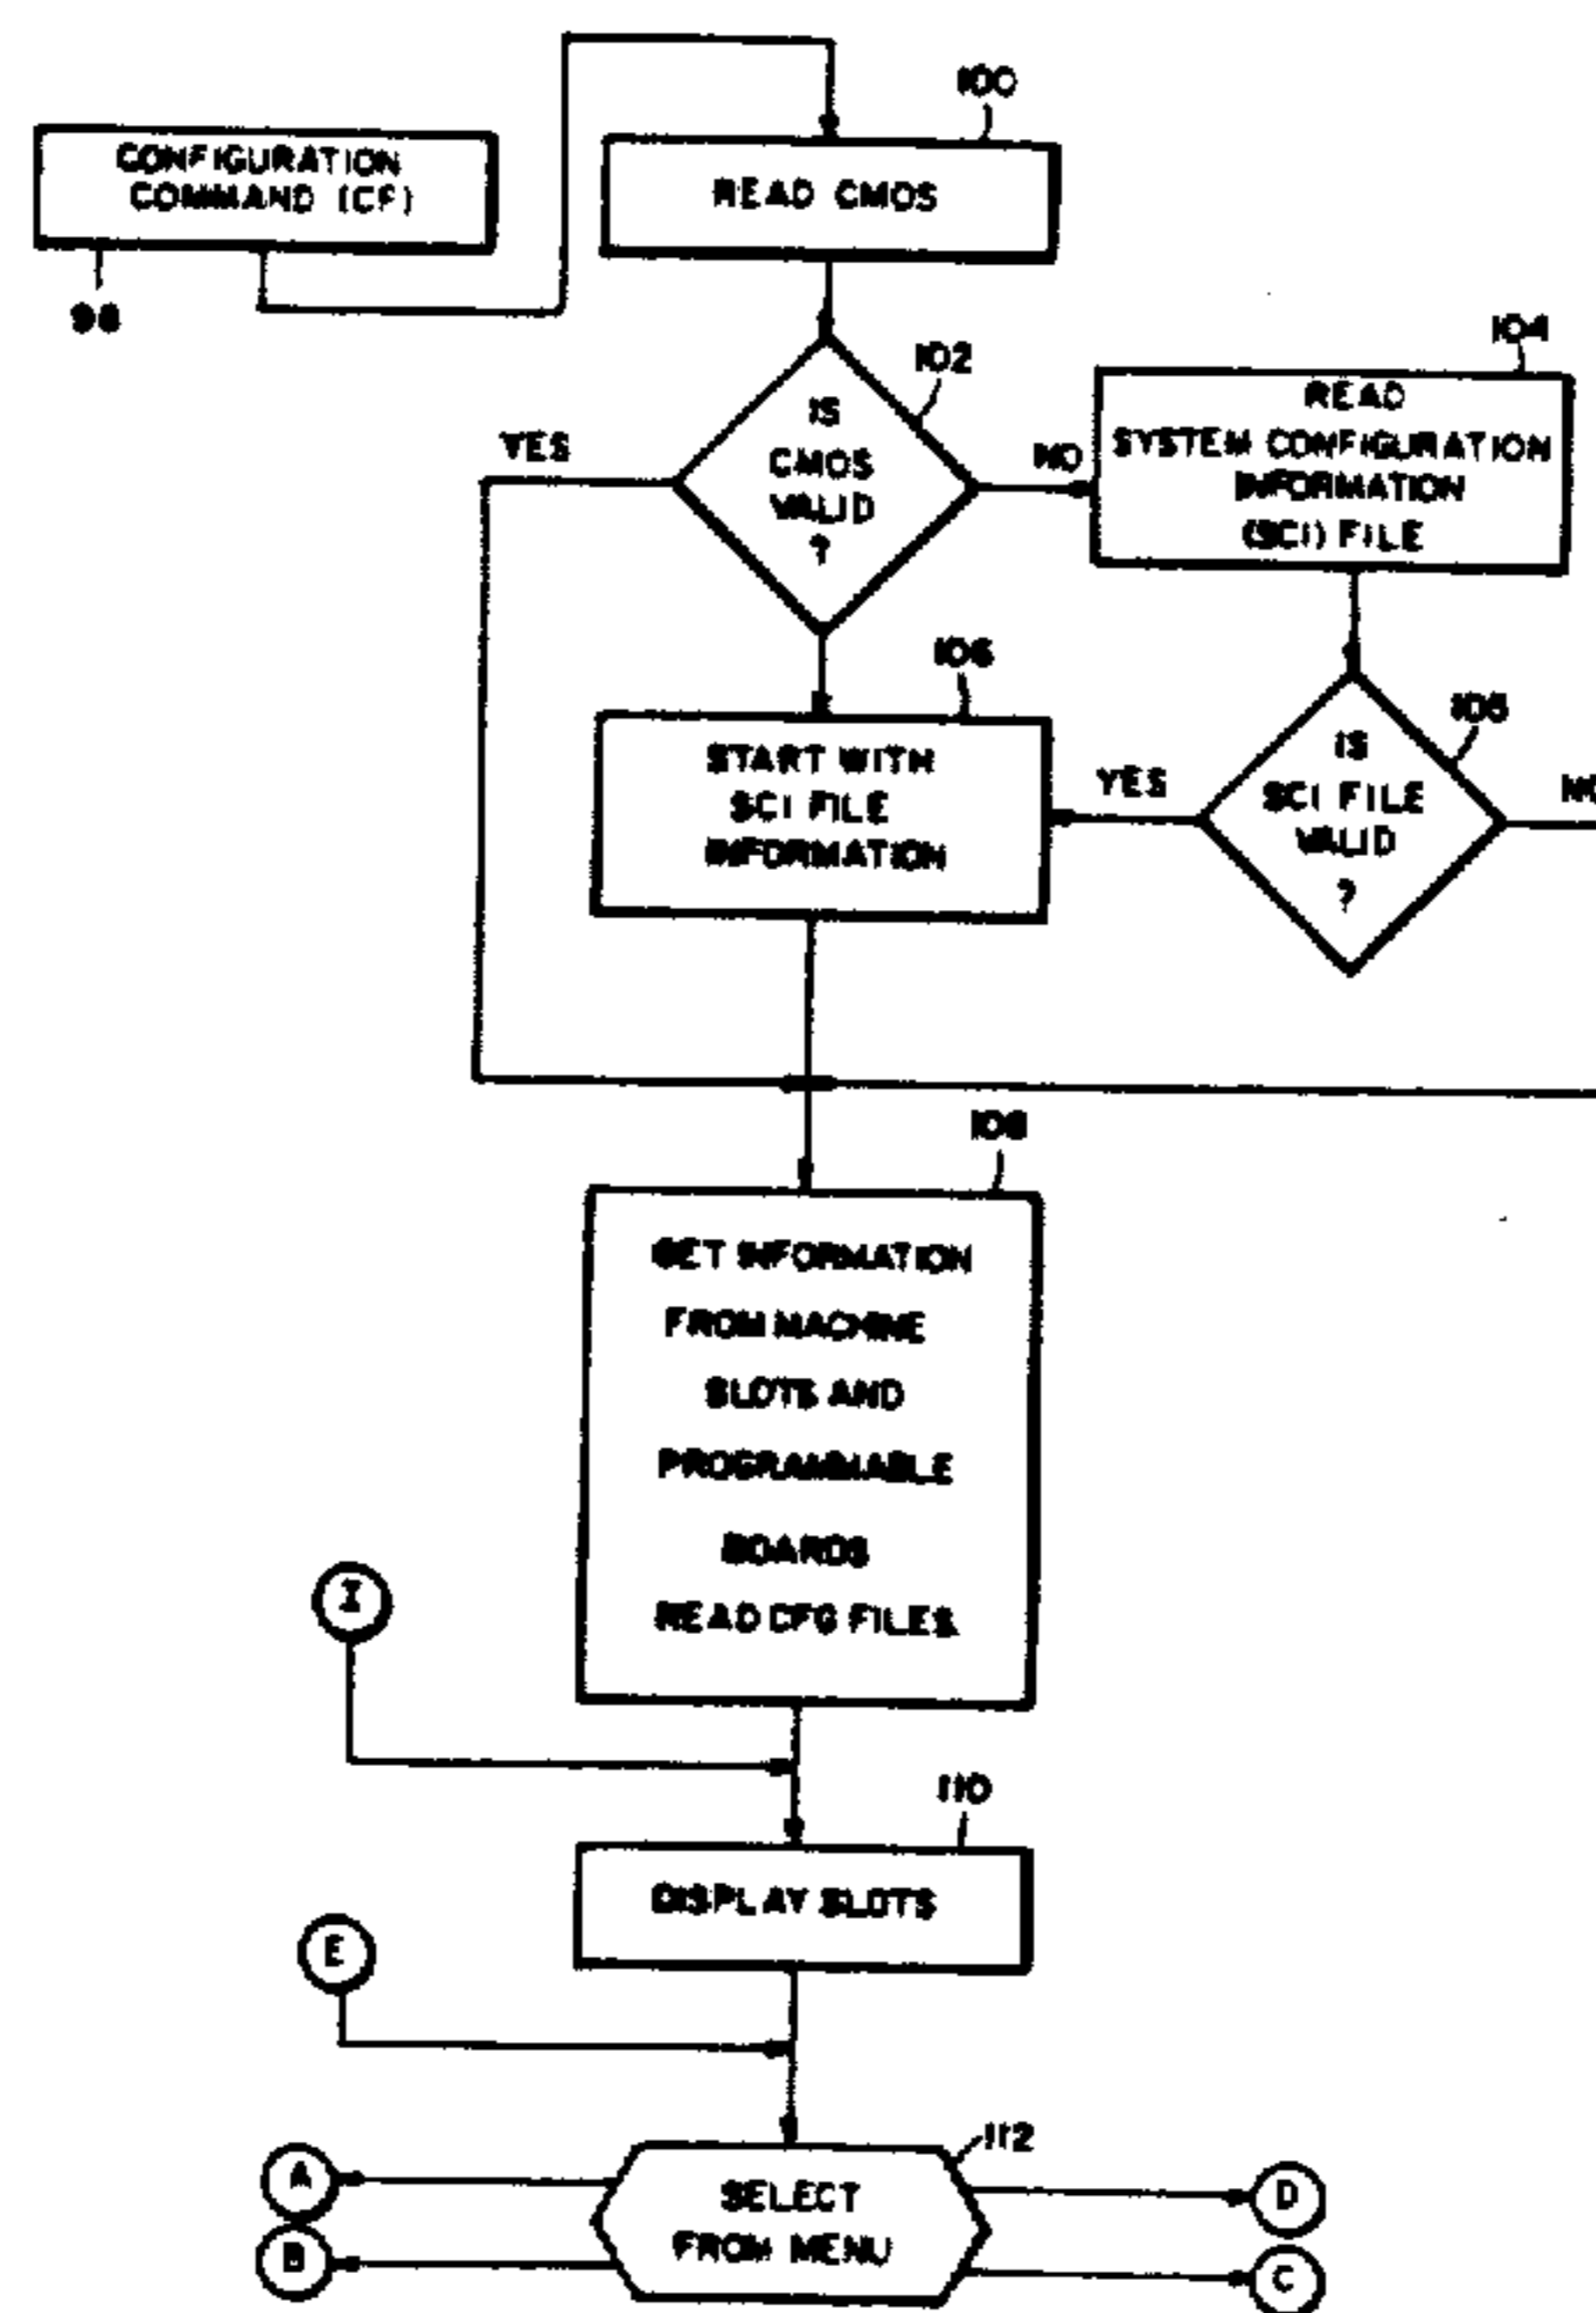 100
CONFIGURATION
COMMAND (CF)
READ CMOS
98
104
102
READ
SYSTEM CONFIGURATION
INFORMATION
(SCI) FILE
IS
CMOS
VALID
?
YES
NO
106
105
START WITH
SCI FILE
INFORMATION
YES
IS
SCI FILE
VALID
?
108
GET INFORMATION
FROM MACHINE
SLOTS AND
PROGRAMMABLE
BOARDS
READ CFG FILES
I
110
DISPLAY SLOTS
E
112
A
SELECT
FROM MENU
D
B
C